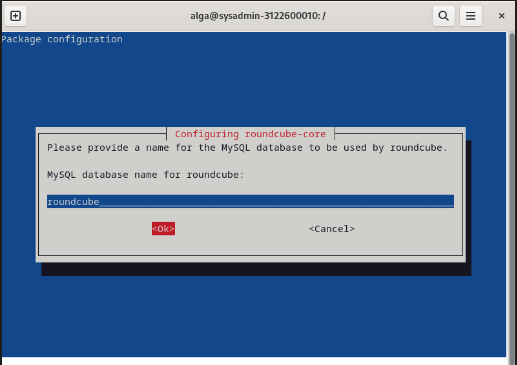 alga@sysadmin-3122600010: /
Package configuration
Configuring roundcube-core
Please provide a name for the MySQL database to be used by roundcube.
MySQL database name for roundcube:
roundcube
<Ok> <Cancel>